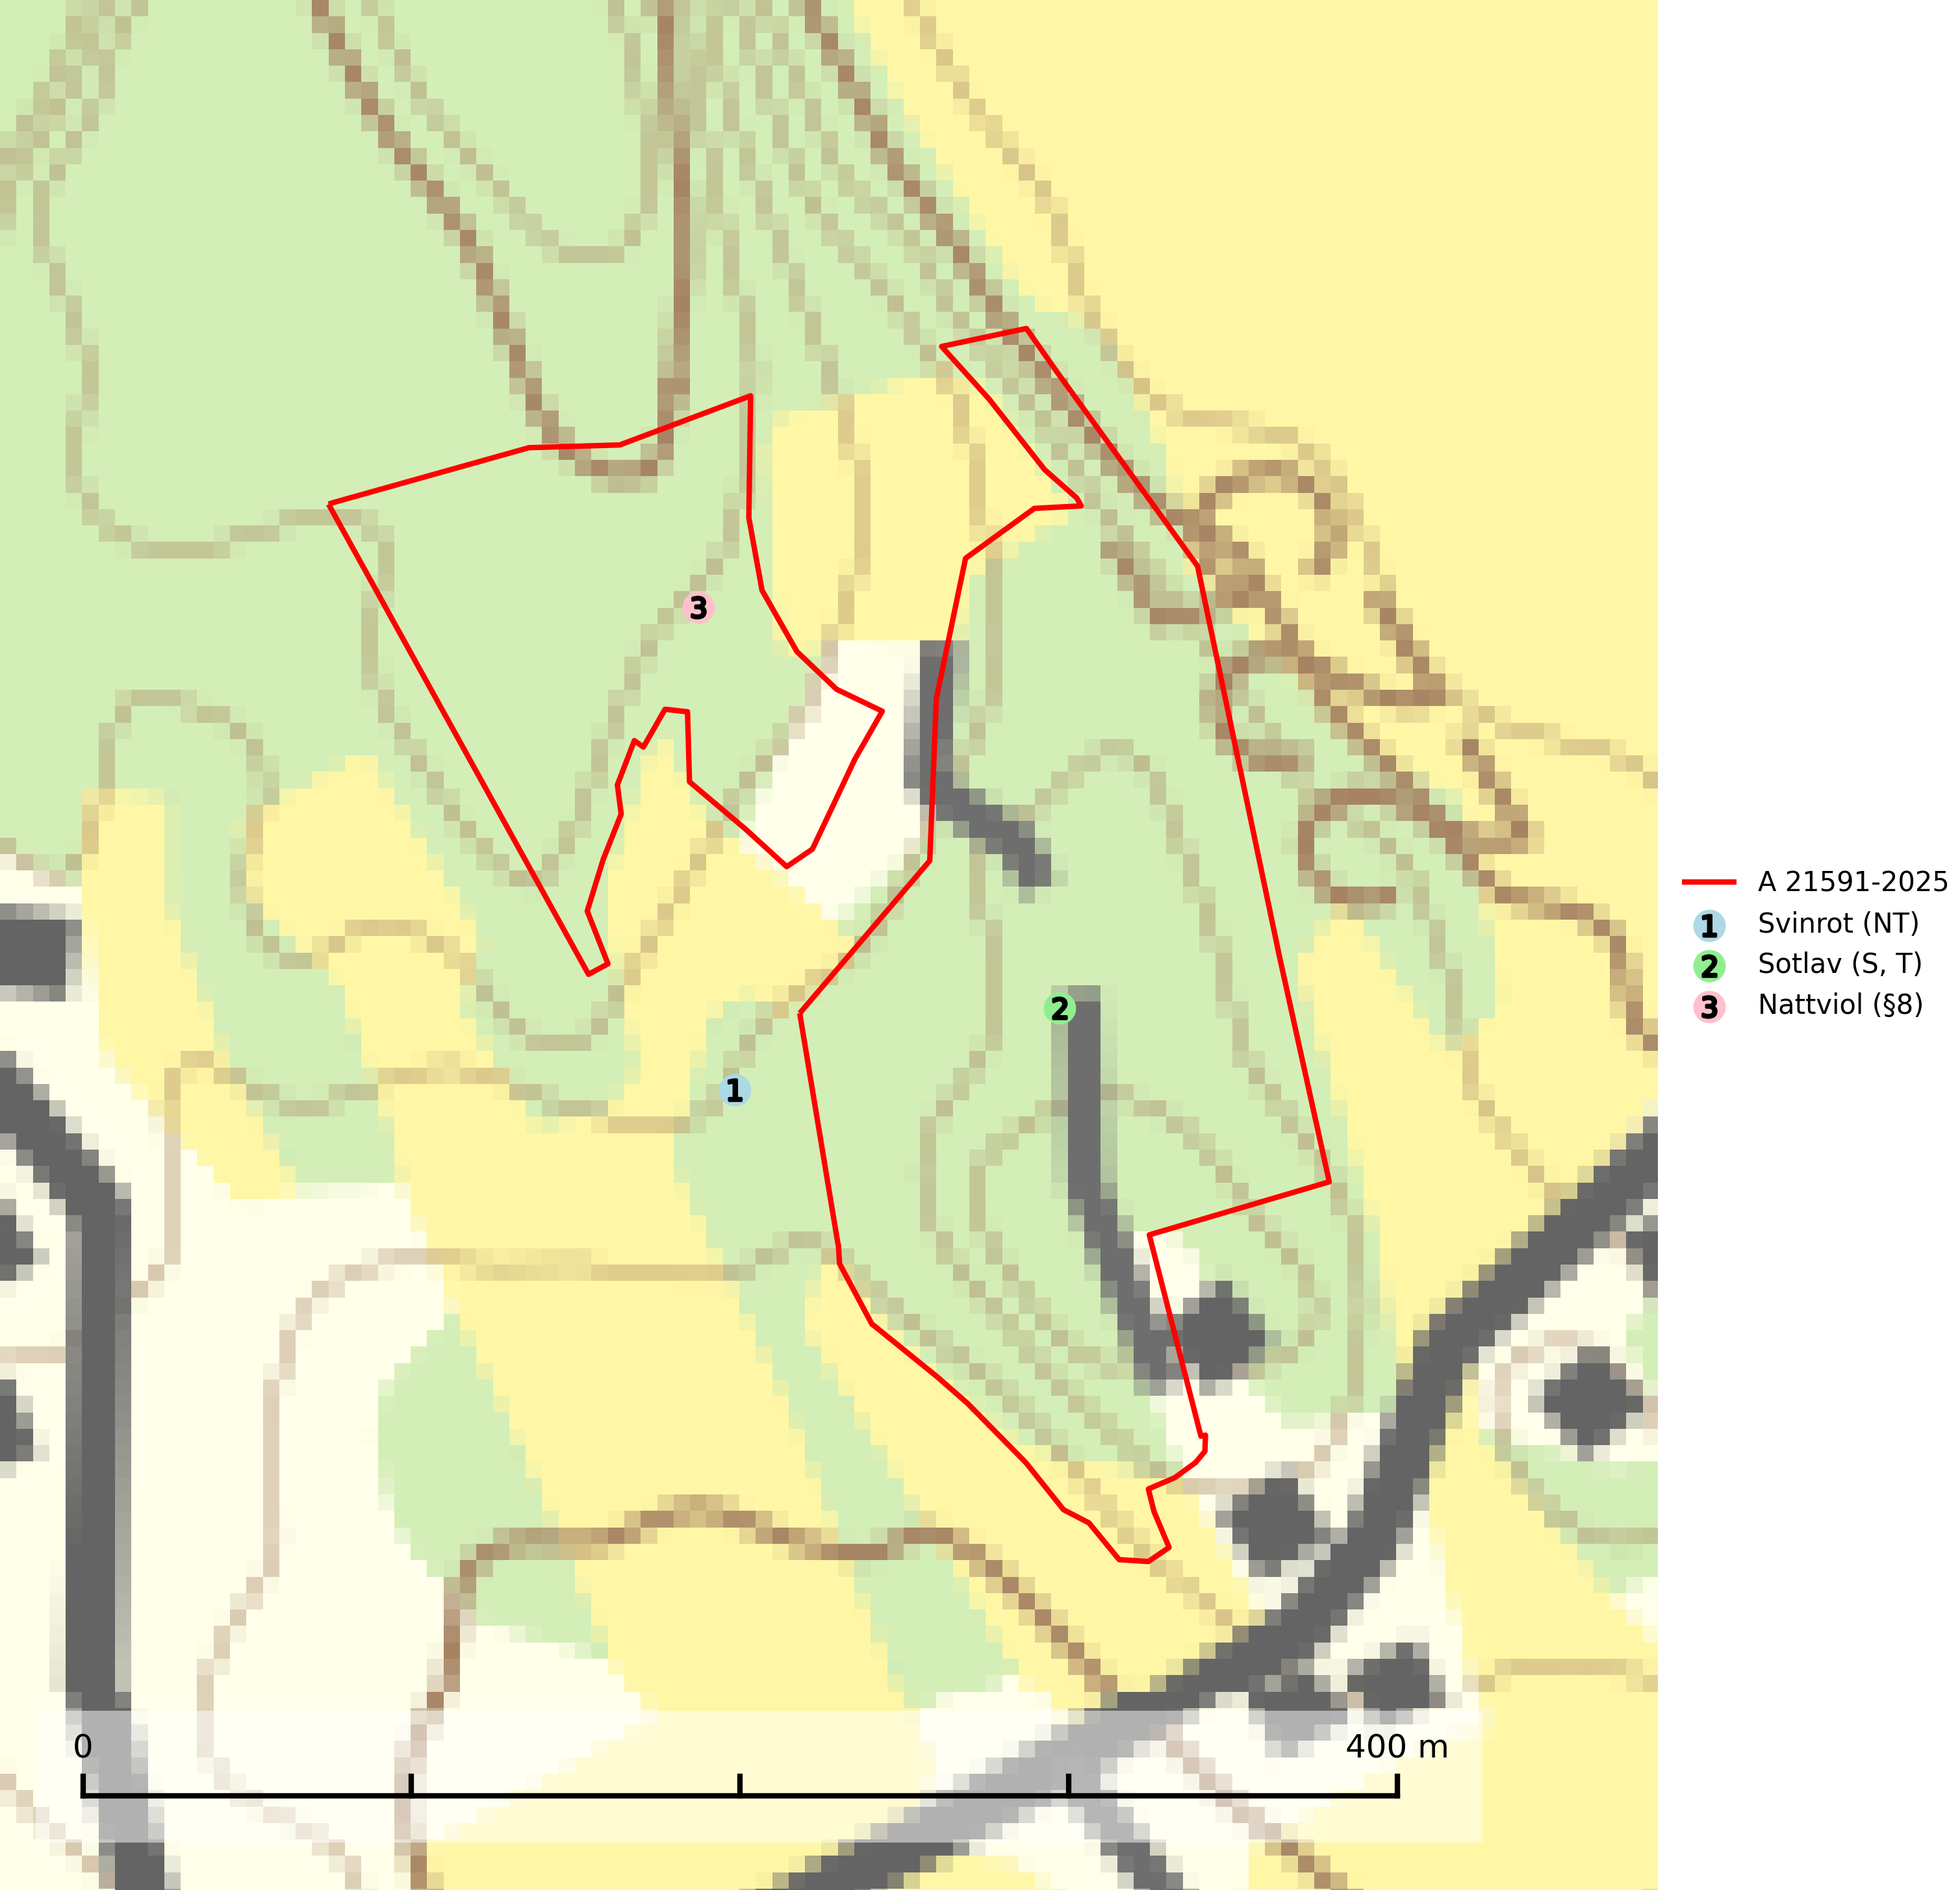 3
2
1
A 21591-2025
1 Svinrot (NT)
2 Sotlav (S, T)
3 Nattviol (§8)
0 400 m